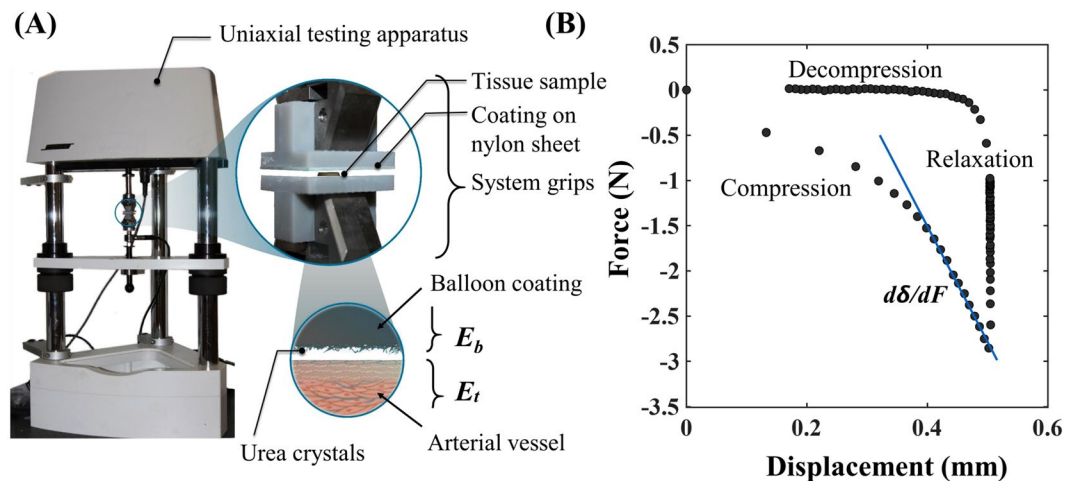 (A)
Uniaxial testing apparatus
Tissue sample
Coating on
nylon sheet
System grips
Balloon coating
E_b
E_t
Urea crystals
Arterial vessel
(B)
0.5
0
-0.5
-1
-1.5
-2
-2.5
-3
-3.5
Force (N)
Decompression
Relaxation
Compression
dδ/dF
0
0.2
0.4
0.6
Displacement (mm)